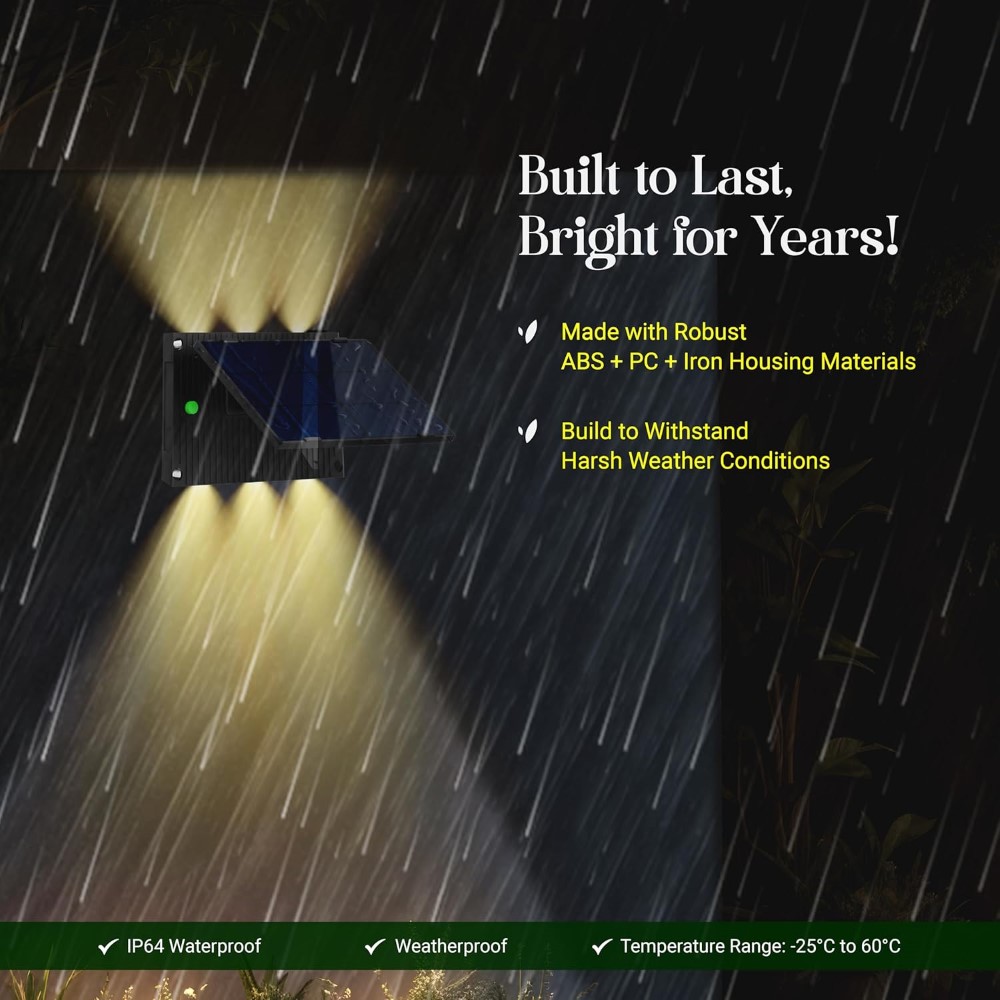 Built to Last,
Bright for Years!
Made with Robust
ABS + PC + Iron Housing Materials
Build to Withstand
Harsh Weather Conditions
IP64 Waterproof
Weatherproof
Temperature Range: -25°C to 60°C